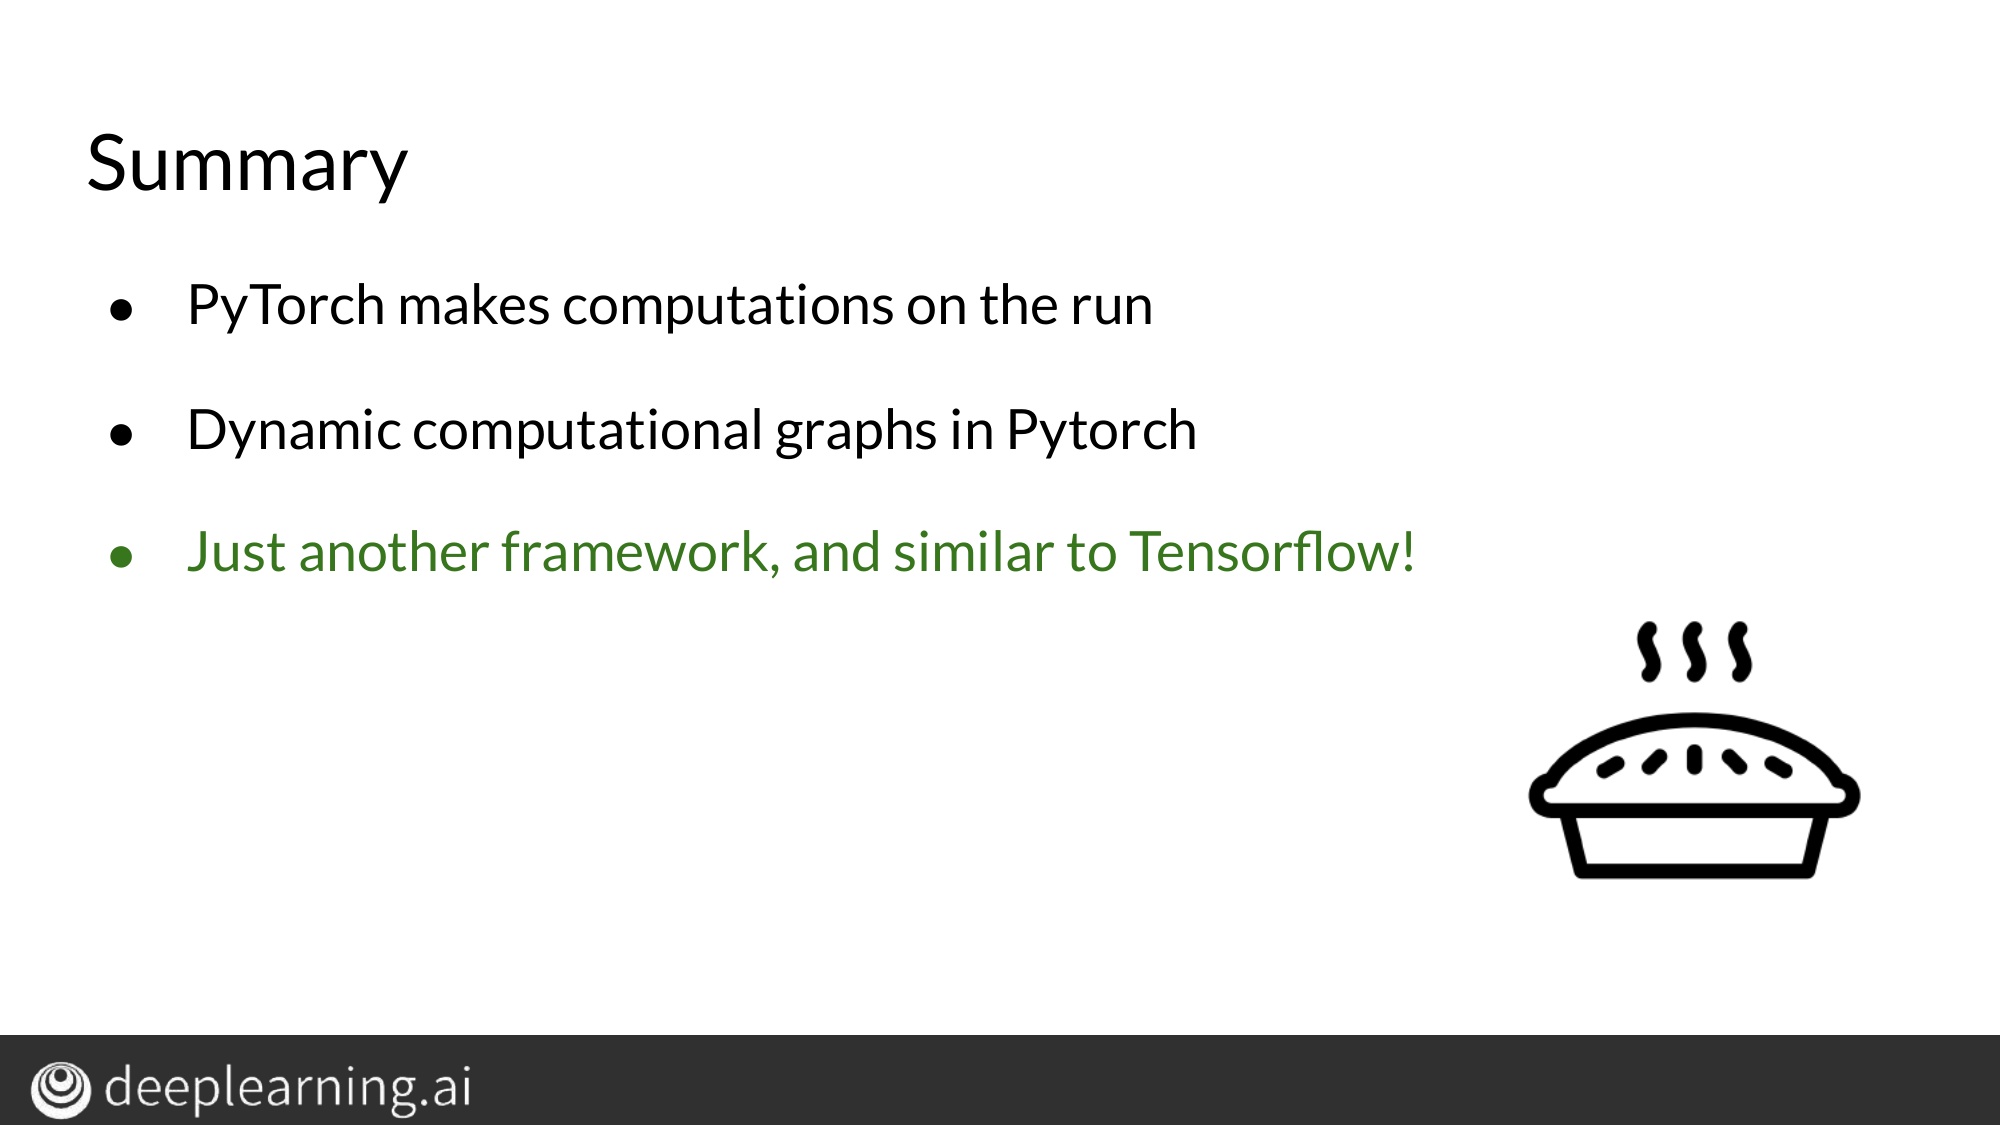 Summary
● PyTorch makes computations on the run
● Dynamic computational graphs in Pytorch
● Just another framework, and similar to Tensorflow!
deeplearning.ai